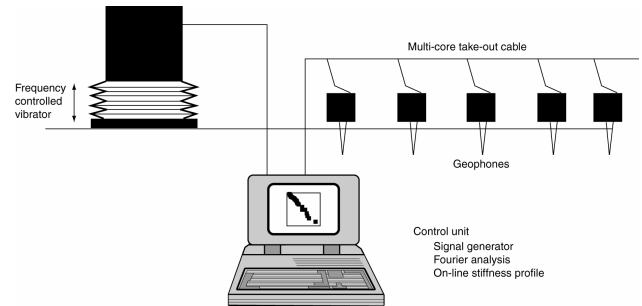 Multi-core take-out cable
Frequency
controlled
vibrator
Geophones
Control unit
Signal generator
Fourier analysis
On-line stiffness profile